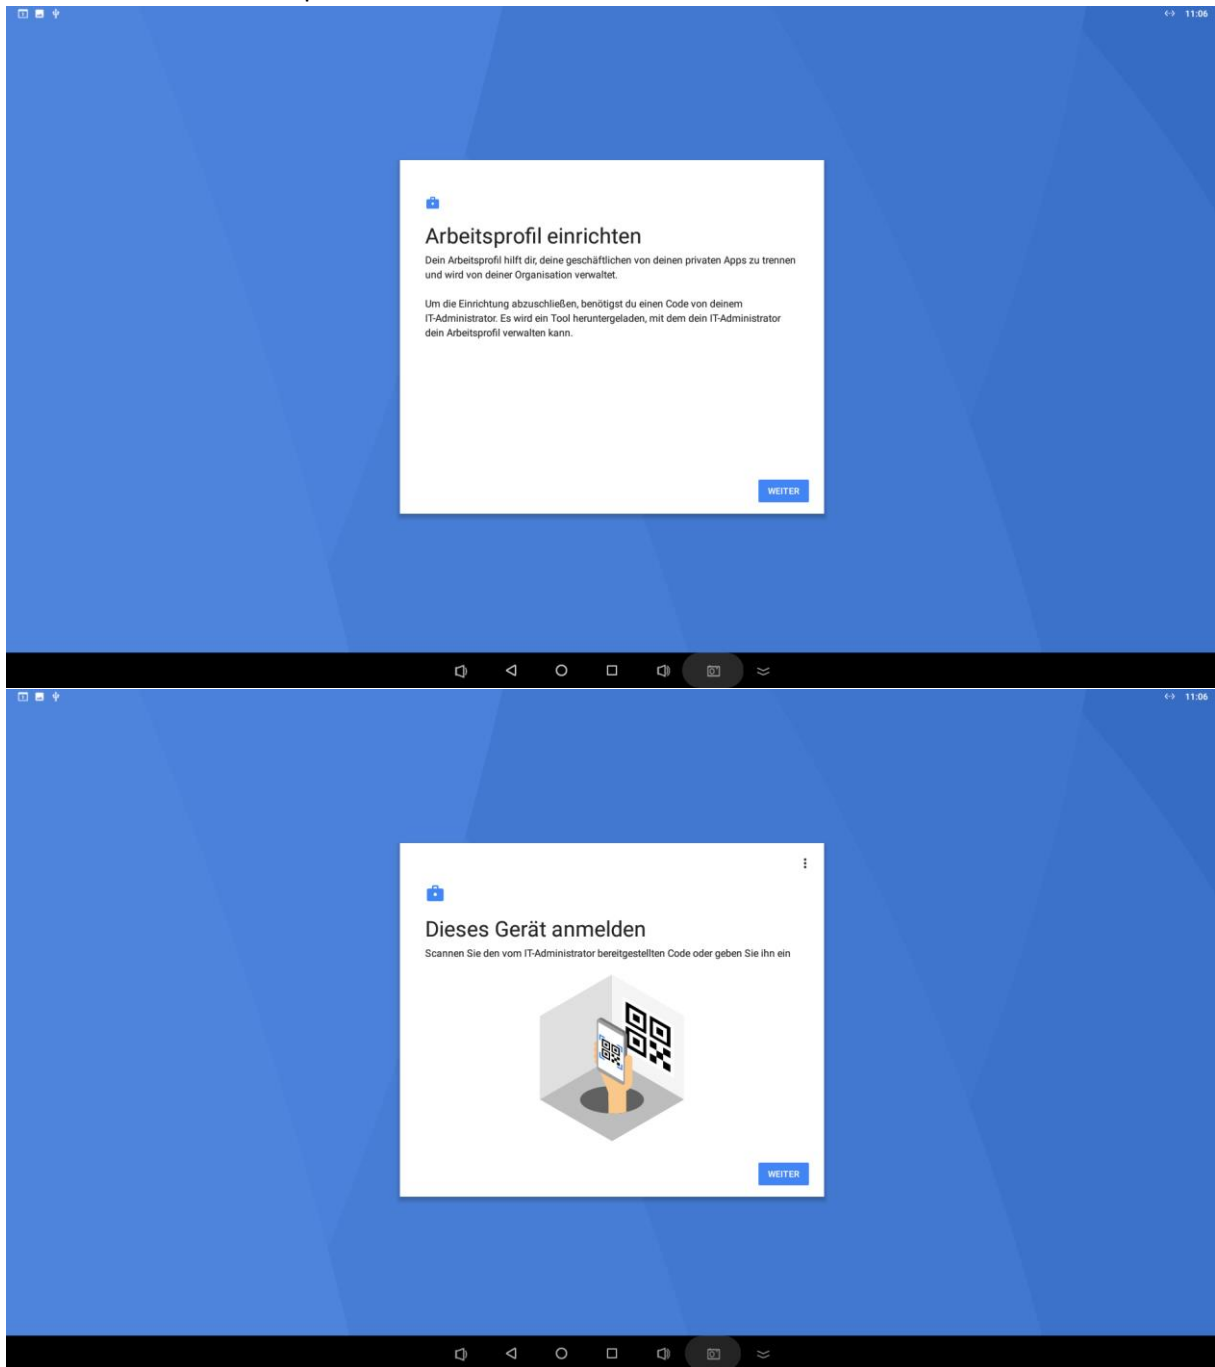 11:06
Arbeitsprofil einrichten
Dein Arbeitsprofil hilft dir, deine geschäftlichen von deinen privaten Apps zu trennen
und wird von deiner Organisation verwaltet.
Um die Einrichtung abzuschließen, benötigst du einen Code von deinem
IT-Administrator. Es wird ein Tool heruntergeladen, mit dem dein IT-Administrator
dein Arbeitsprofil verwalten kann.
WEITER
11:06
Dieses Gerät anmelden
Scannen Sie den vom IT-Administrator bereitgestellten Code oder geben Sie ihn ein
WEITER